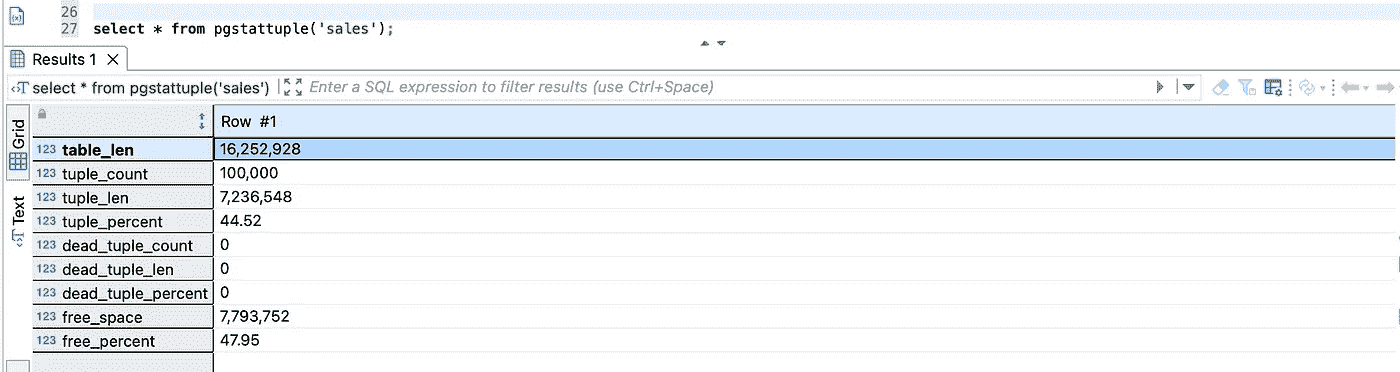 26
27 select * from pgstattuple('sales');
Results 1
select * from pgstattuple('sales') Enter a SQL expression to filter results (use Ctrl+Space)
Grid
Text
Row #1
123 table_len 16,252,928
123 tuple_count 100,000
123 tuple_len 7,236,548
123 tuple_percent 44.52
123 dead_tuple_count 0
123 dead_tuple_len 0
123 dead_tuple_percent 0
123 free_space 7,793,752
123 free_percent 47.95